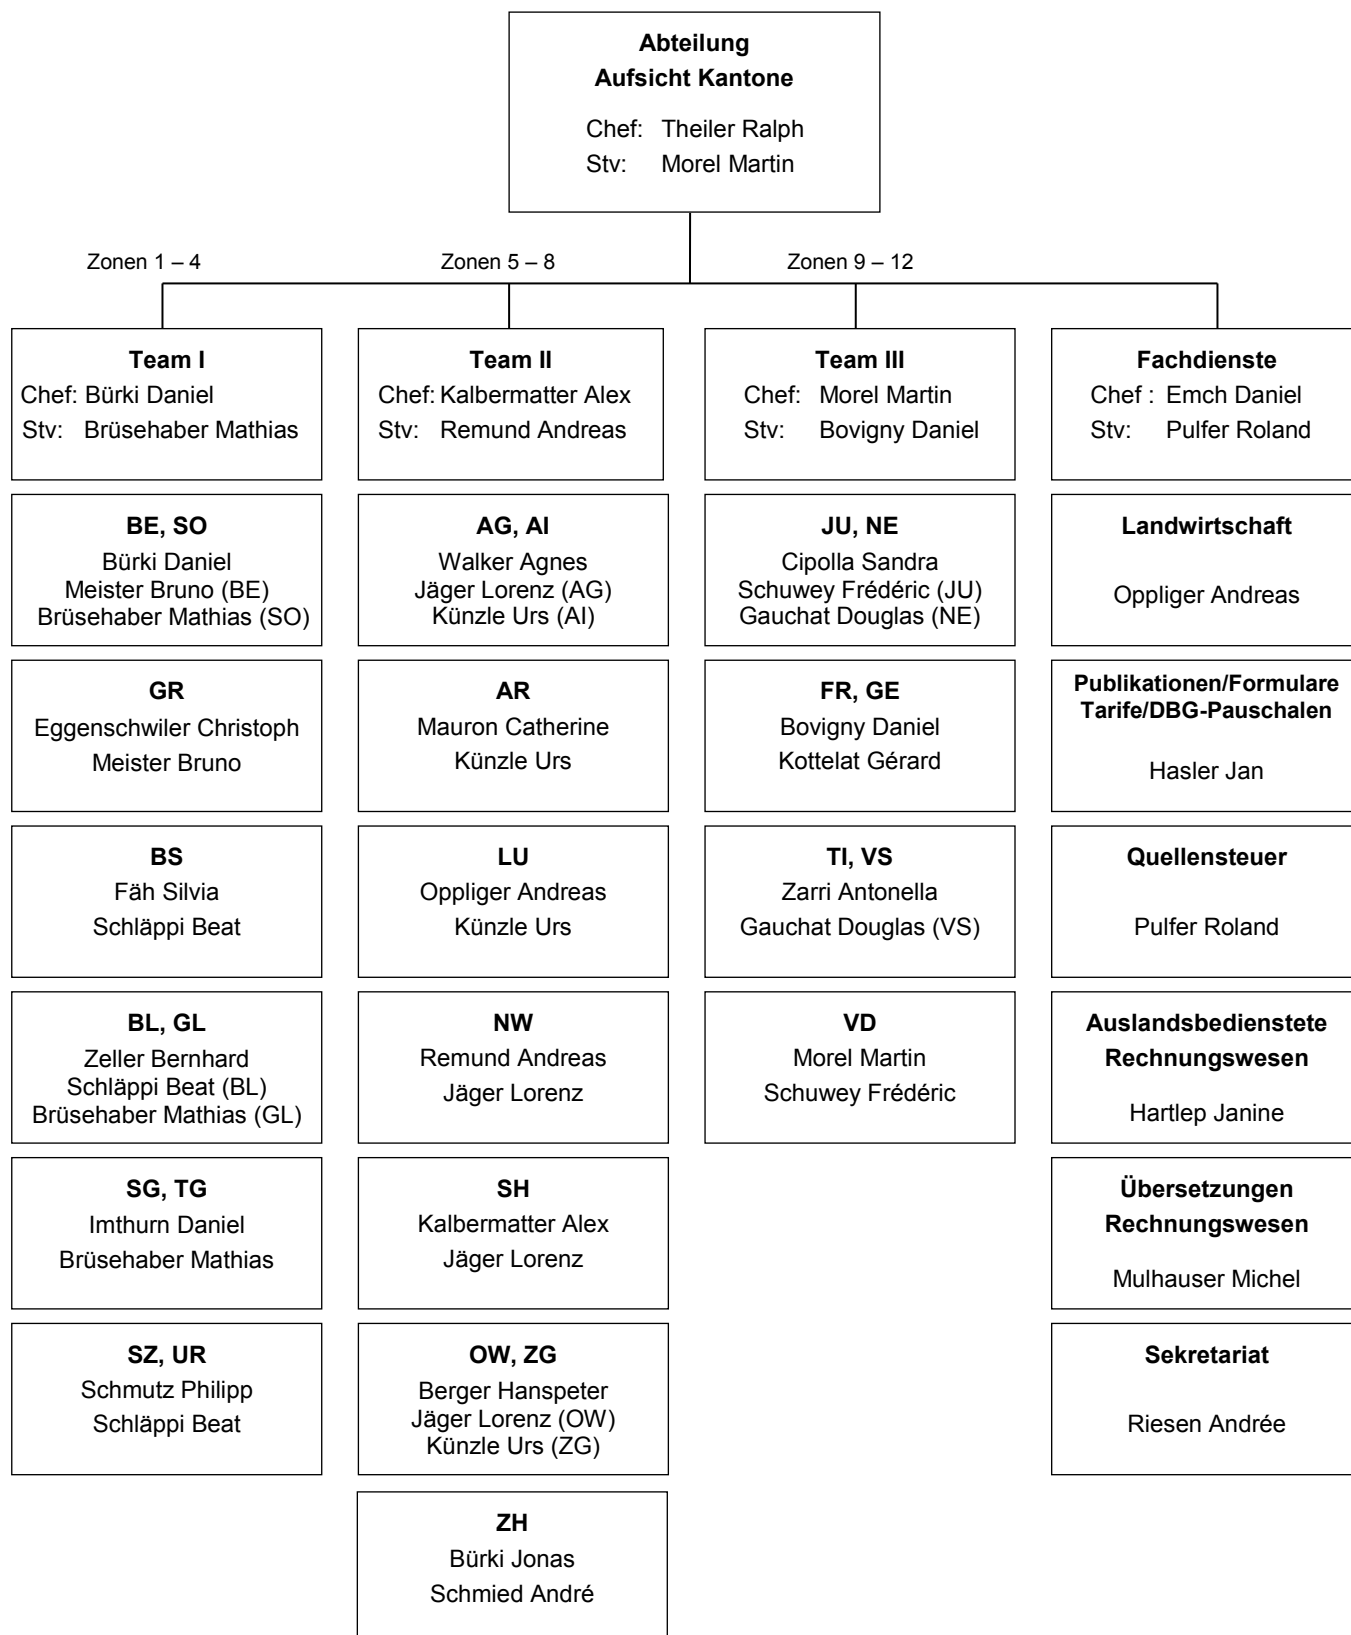 Abteilung
Aufsicht Kantone
Chef: Theiler Ralph
Stv: Morel Martin
Zonen 1 – 4
Zonen 5 – 8
Zonen 9 – 12
Team I
Chef: Bürki Daniel
Stv: Brüsehaber Mathias
BE, SO
Bürki Daniel
Meister Bruno (BE)
Brüsehaber Mathias (SO)
GR
Eggenschwiler Christoph
Meister Bruno
BS
Fäh Silvia
Schläppi Beat
BL, GL
Zeller Bernhard
Schläppi Beat (BL)
Brüsehaber Mathias (GL)
SG, TG
Imthurn Daniel
Brüsehaber Mathias
SZ, UR
Schmutz Philipp
Schläppi Beat
Team II
Chef: Kalbermatter Alex
Stv: Remund Andreas
AG, AI
Walker Agnes
Jäger Lorenz (AG)
Künzle Urs (AI)
AR
Mauron Catherine
Künzle Urs
LU
Oppliger Andreas
Künzle Urs
NW
Remund Andreas
Jäger Lorenz
SH
Kalbermatter Alex
Jäger Lorenz
OW, ZG
Berger Hanspeter
Jäger Lorenz (OW)
Künzle Urs (ZG)
ZH
Bürki Jonas
Schmied André
Team III
Chef: Morel Martin
Stv: Bovigny Daniel
JU, NE
Cipolla Sandra
Schuwey Frédéric (JU)
Gauchat Douglas (NE)
FR, GE
Bovigny Daniel
Kottelat Gérard
TI, VS
Zarri Antonella
Gauchat Douglas (VS)
VD
Morel Martin
Schuwey Frédéric
Fachdienste
Chef : Emch Daniel
Stv: Pulfer Roland
Landwirtschaft
Oppliger Andreas
Publikationen/Formulare
Tarife/DBG-Pauschalen
Hasler Jan
Quellensteuer
Pulfer Roland
Auslandsbedienstete
Rechnungswesen
Hartlep Janine
Übersetzungen
Rechnungswesen
Mulhauser Michel
Sekretariat
Riesen Andrée